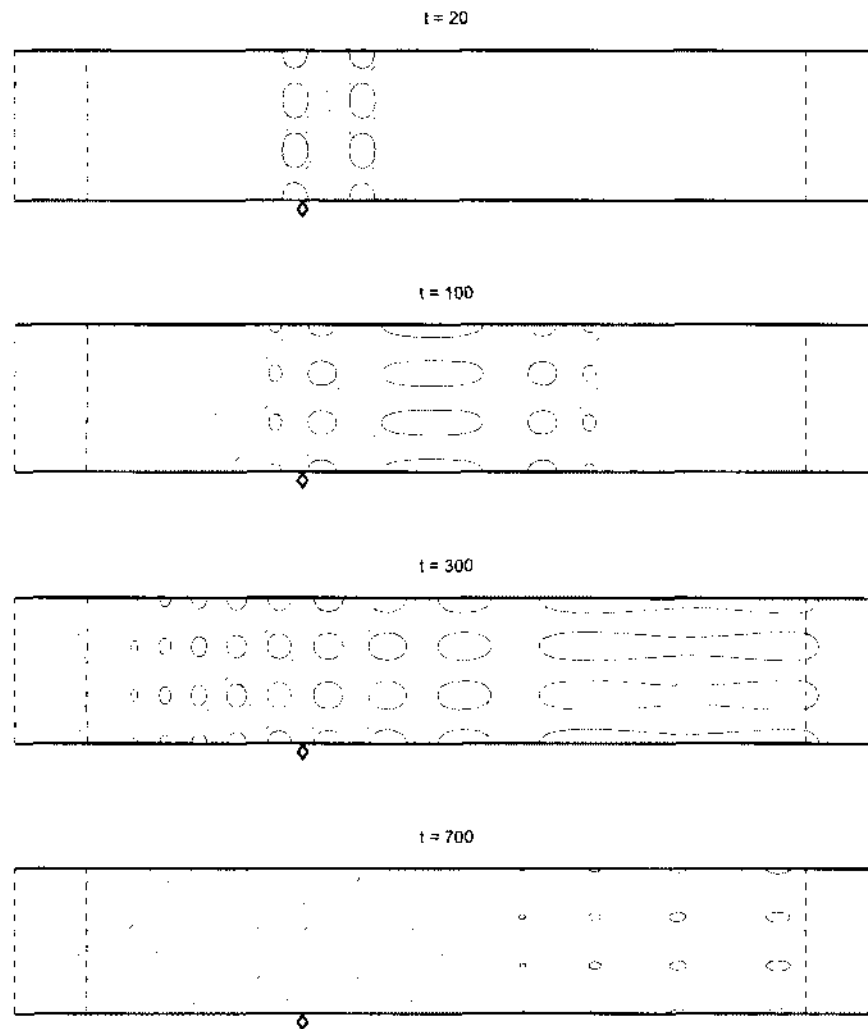 t = 20
t = 100
t = 300
t = 700